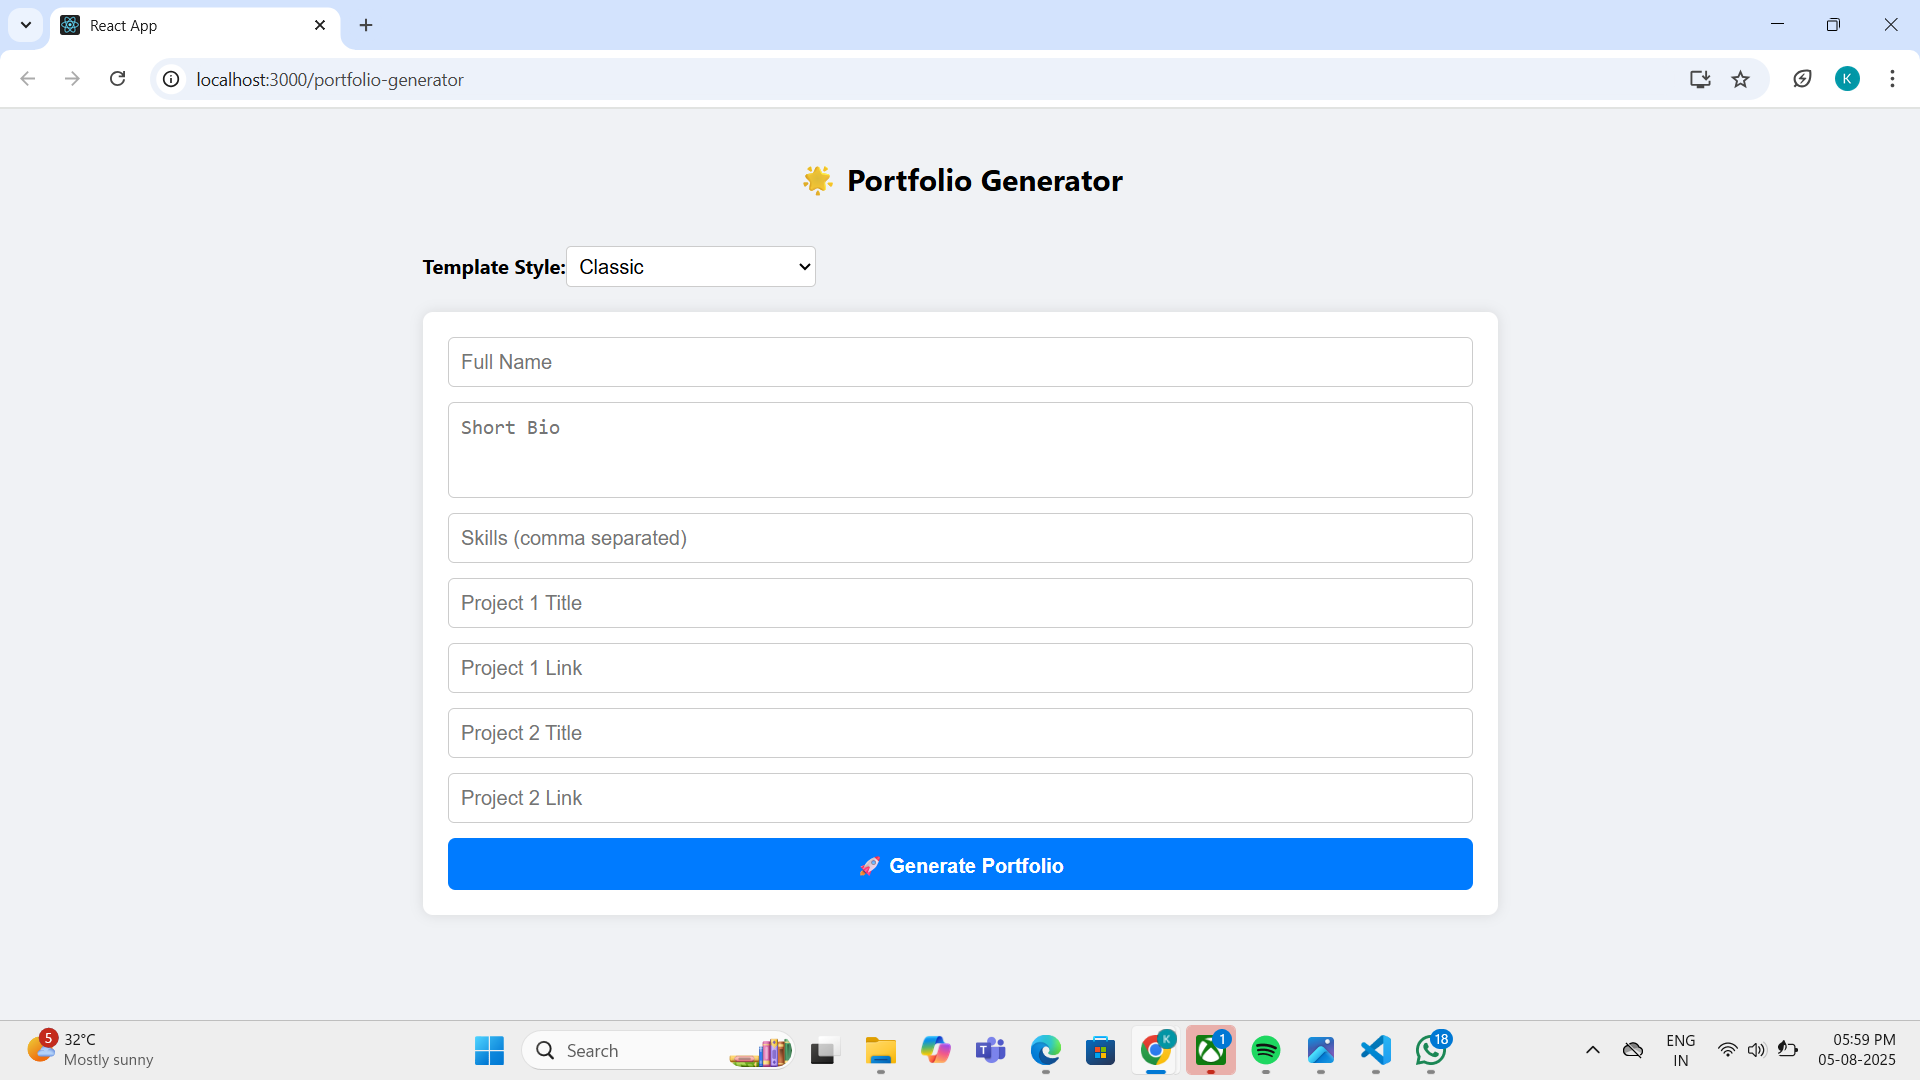 React App
localhost:3000/portfolio-generator
K
🌟 Portfolio Generator
Template Style: Classic
Full Name
Short Bio
Skills (comma separated)
Project 1 Title
Project 1 Link
Project 2 Title
Project 2 Link
🚀 Generate Portfolio
5
32°C
Mostly sunny
Search
T
K
1
18
ENG
IN
05:59 PM
05-08-2025